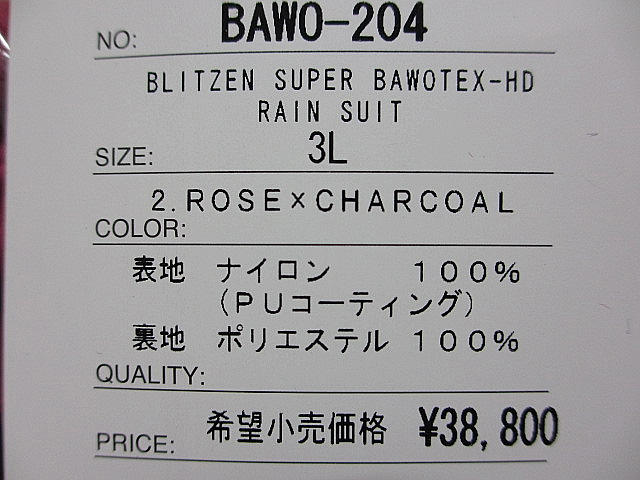 NO: BAWO-204
BLITZEN SUPER BAWOTEX-HD
RAIN SUIT
SIZE: 3L
2.ROSE×CHARCOAL
COLOR:
表地 ナイロン 100%
(PUコーティング)
裏地 ポリエステル 100%
QUALITY:
PRICE: 希望小売価格 ¥38,800